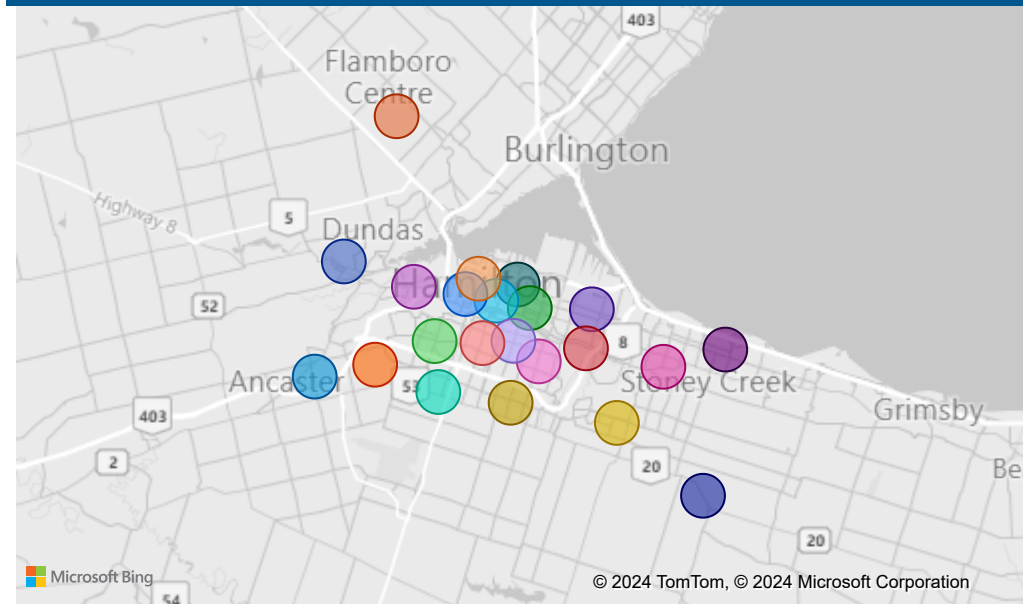 403
Flamboro
Centre
Burlington
Highway 8
5
Dundas
Hamilton
52
8
Ancaster
53
Stoney Creek
Grimsby
403
2
20
Be
20
Microsoft Bing
© 2024 TomTom, © 2024 Microsoft Corporation
54